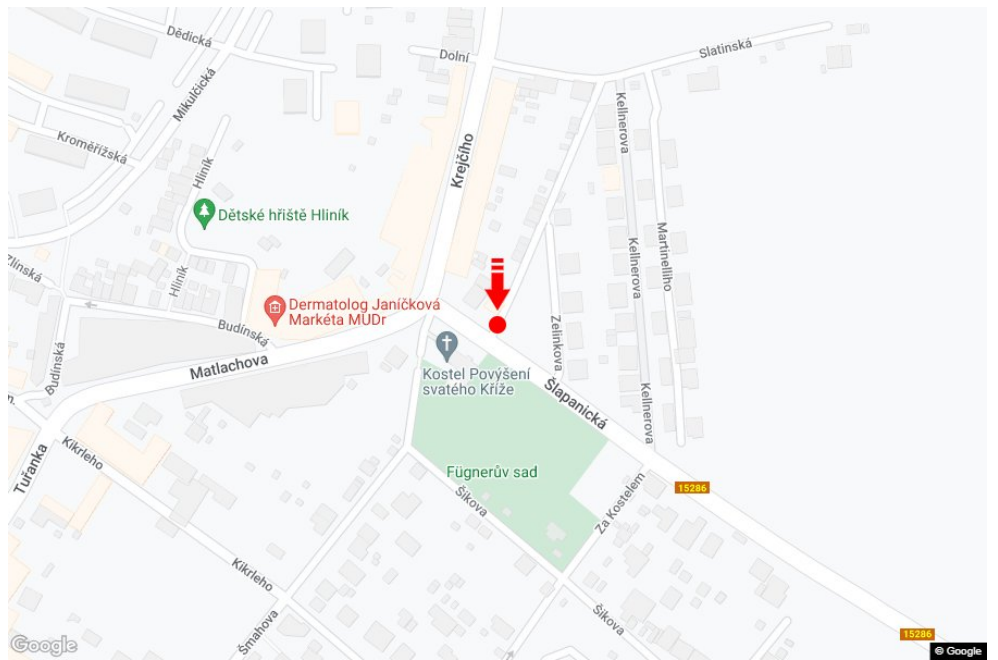 Dědická
Dolní
Slatinská
Mikulčická
Kellnerova
Kroměřížská
Krejčího
Hliník
Dětské hřiště Hliník
Martinelliho
Kellnerova
Zlínská
Hliník
Dermatolog Janíčková
Markéta MUDr
Budínská
Zelinkova
Budínská
Matlachova
Kostel Povýšení
svatého Kříže
Šlapanická
Kellnerova
Tuřanka
Kikrleho
Fügnerův sad
15286
Šikova
Za Kostelem
Kikrleho
Šikova
Šmahova
15286
Google
© Google